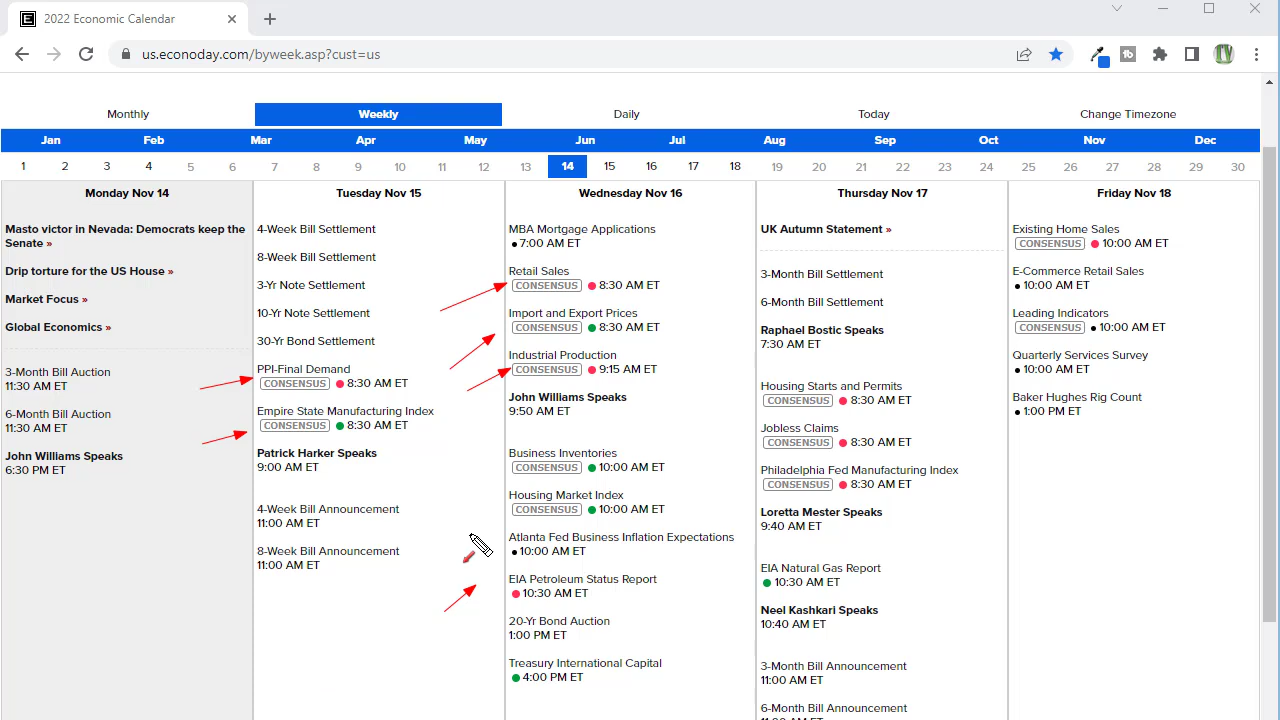 2022 Economic Calendar
us.econoday.com/byweek.asp?cust=us
Monthly Weekly Daily Today Change Timezone
Jan Feb Mar Apr May Jun Jul Aug Sep Oct Nov Dec
1 2 3 4 5 6 7 8 9 10 11 12 13 14 15 16 17 18 19 20 21 22 23 24 25 26 27 28 29 30
Monday Nov 14
Masto victor in Nevada: Democrats keep the
Senate »
Drip torture for the US House »
Market Focus »
Global Economics »
3-Month Bill Auction
11:30 AM ET
6-Month Bill Auction
11:30 AM ET
John Williams Speaks
6:30 PM ET
Tuesday Nov 15
4-Week Bill Settlement
8-Week Bill Settlement
3-Yr Note Settlement
10-Yr Note Settlement
30-Yr Bond Settlement
PPI-Final Demand
CONSENSUS 8:30 AM ET
Empire State Manufacturing Index
CONSENSUS 8:30 AM ET
Patrick Harker Speaks
9:00 AM ET
4-Week Bill Announcement
11:00 AM ET
8-Week Bill Announcement
11:00 AM ET
Wednesday Nov 16
MBA Mortgage Applications
7:00 AM ET
Retail Sales
CONSENSUS 8:30 AM ET
Import and Export Prices
CONSENSUS 8:30 AM ET
Industrial Production
CONSENSUS 9:15 AM ET
John Williams Speaks
9:50 AM ET
Business Inventories
CONSENSUS 10:00 AM ET
Housing Market Index
CONSENSUS 10:00 AM ET
Atlanta Fed Business Inflation Expectations
10:00 AM ET
EIA Petroleum Status Report
10:30 AM ET
20-Yr Bond Auction
1:00 PM ET
Treasury International Capital
4:00 PM ET
Thursday Nov 17
UK Autumn Statement »
3-Month Bill Settlement
6-Month Bill Settlement
Raphael Bostic Speaks
7:30 AM ET
Housing Starts and Permits
CONSENSUS 8:30 AM ET
Jobless Claims
CONSENSUS 8:30 AM ET
Philadelphia Fed Manufacturing Index
CONSENSUS 8:30 AM ET
Loretta Mester Speaks
9:40 AM ET
EIA Natural Gas Report
10:30 AM ET
Neel Kashkari Speaks
10:40 AM ET
3-Month Bill Announcement
11:00 AM ET
6-Month Bill Announcement
Friday Nov 18
Existing Home Sales
CONSENSUS 10:00 AM ET
E-Commerce Retail Sales
10:00 AM ET
Leading Indicators
CONSENSUS 10:00 AM ET
Quarterly Services Survey
10:00 AM ET
Baker Hughes Rig Count
1:00 PM ET